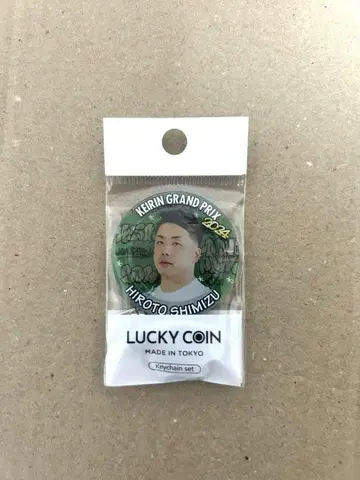 KEIRIN GRAND PRIX
2024
HIROTO SHIMIZU
LUCKY COIN
MADE IN TOKYO
Keychain set